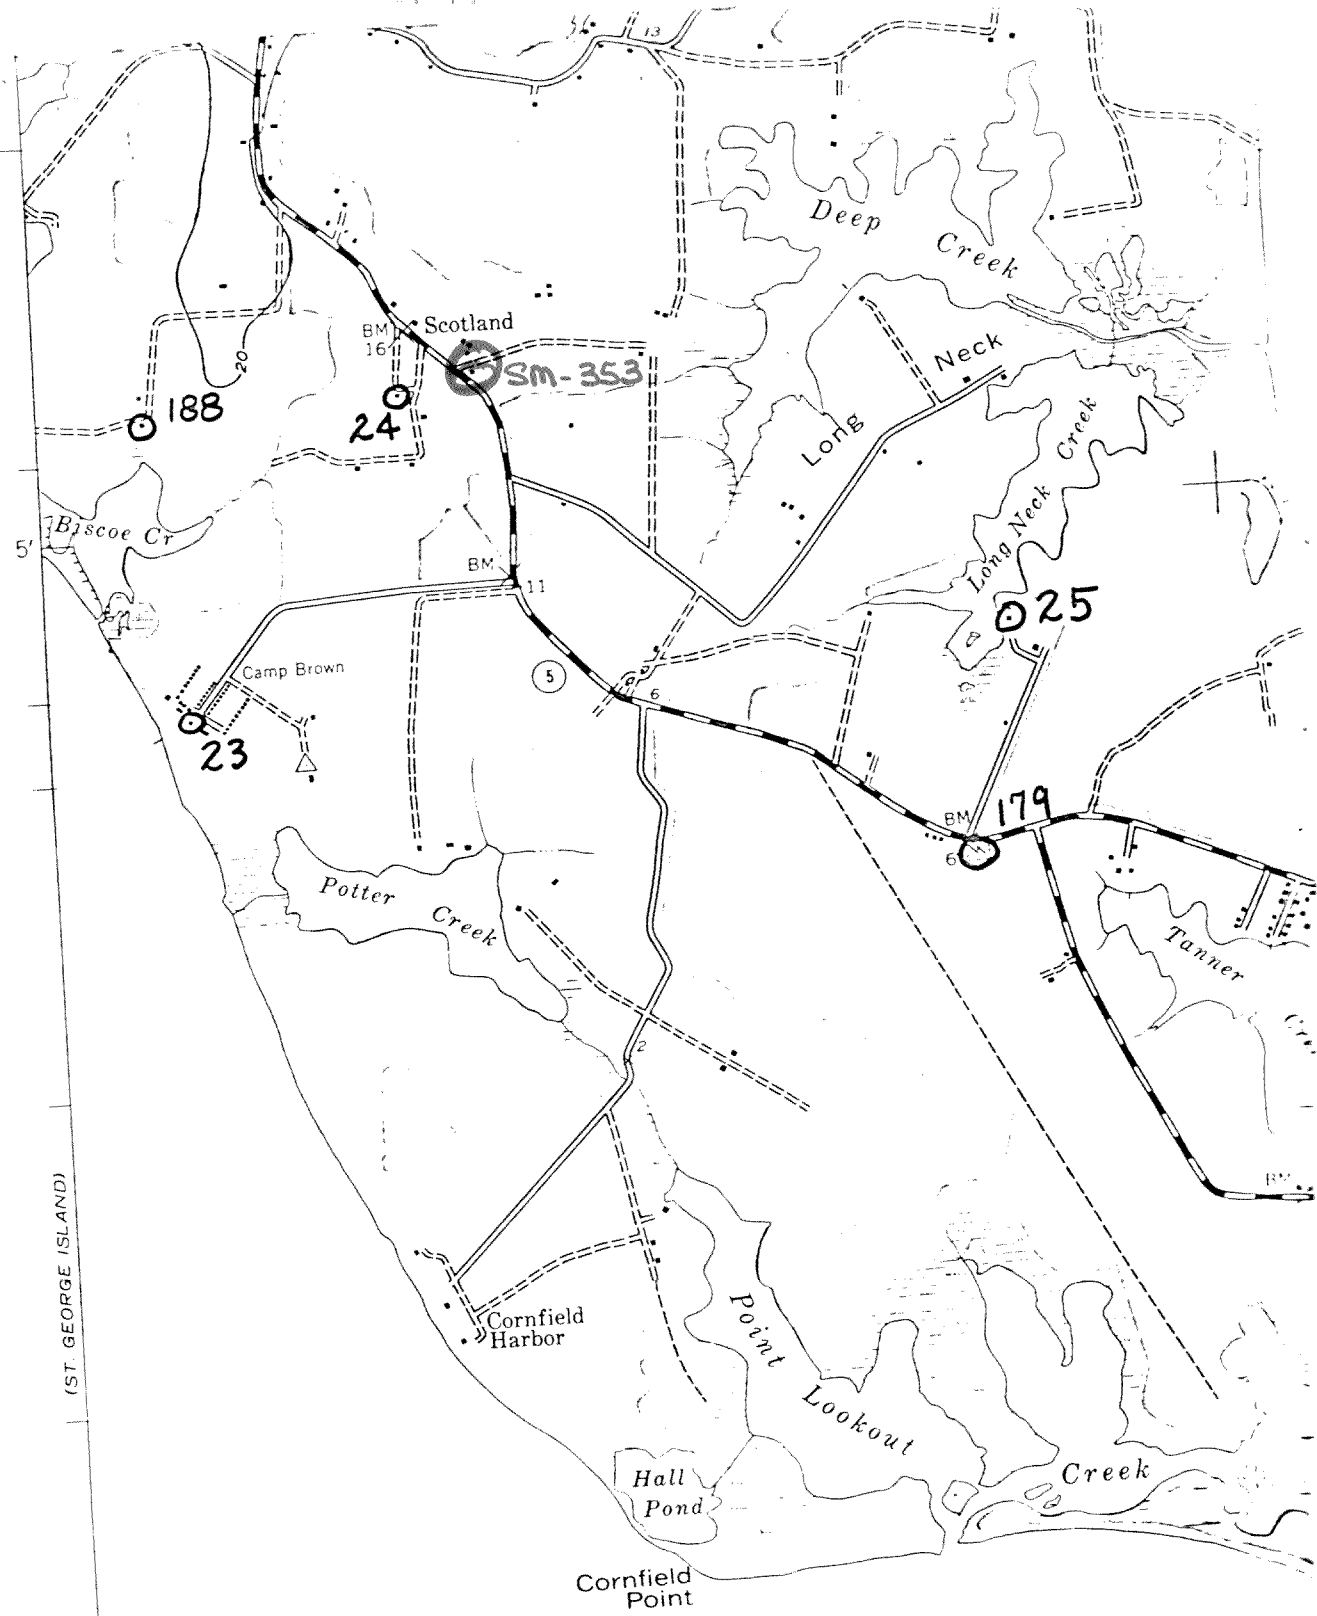 13
Deep
Creek
BM
16
Scotland
Neck
20
SM-353
188
24
Long
Creek
Long Neck
Biscoe Cr
5'
BM
11
25
Camp Brown
5
6
23
179
BM
6
Potter
Creek
Tanner
2
BM
(ST. GEORGE ISLAND)
Cornfield
Harbor
Point
Lookout
Creek
Hall
Pond
Cornfield
Point